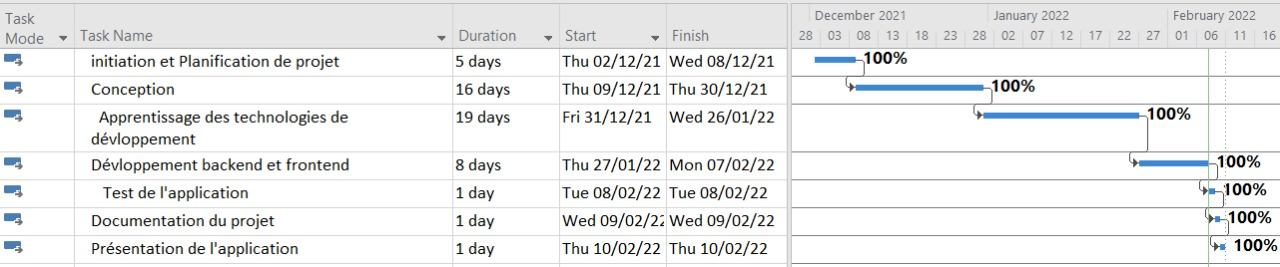 Task Mode Task Name Duration Start Finish
December 2021 January 2022 February 2022
28 03 08 13 18 23 28 02 07 12 17 22 27 01 06 11 16
initiation et Planification de projet 5 days Thu 02/12/21 Wed 08/12/21 100%
Conception 16 days Thu 09/12/21 Thu 30/12/21 100%
Apprentissage des technologies de 19 days Fri 31/12/21 Wed 26/01/22 100%
dévloppement
Dévloppement backend et frontend 8 days Thu 27/01/22 Mon 07/02/22 100%
Test de l'application 1 day Tue 08/02/22 Tue 08/02/22 100%
Documentation du projet 1 day Wed 09/02/22 Wed 09/02/22 100%
Présentation de l'application 1 day Thu 10/02/22 Thu 10/02/22 100%